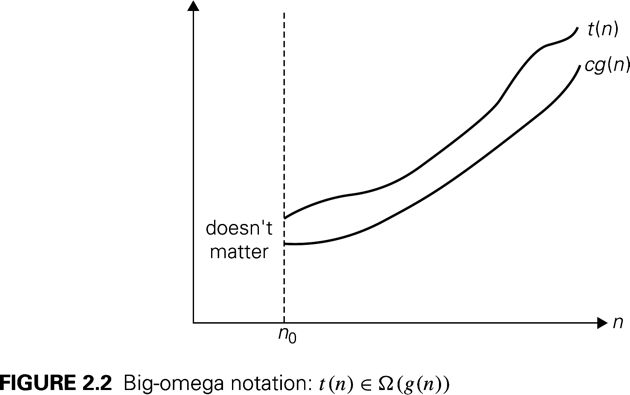 t(n)
cg(n)
doesn't
matter
n
n₀
FIGURE 2.2 Big-omega notation: t(n) ∈ Ω(g(n))